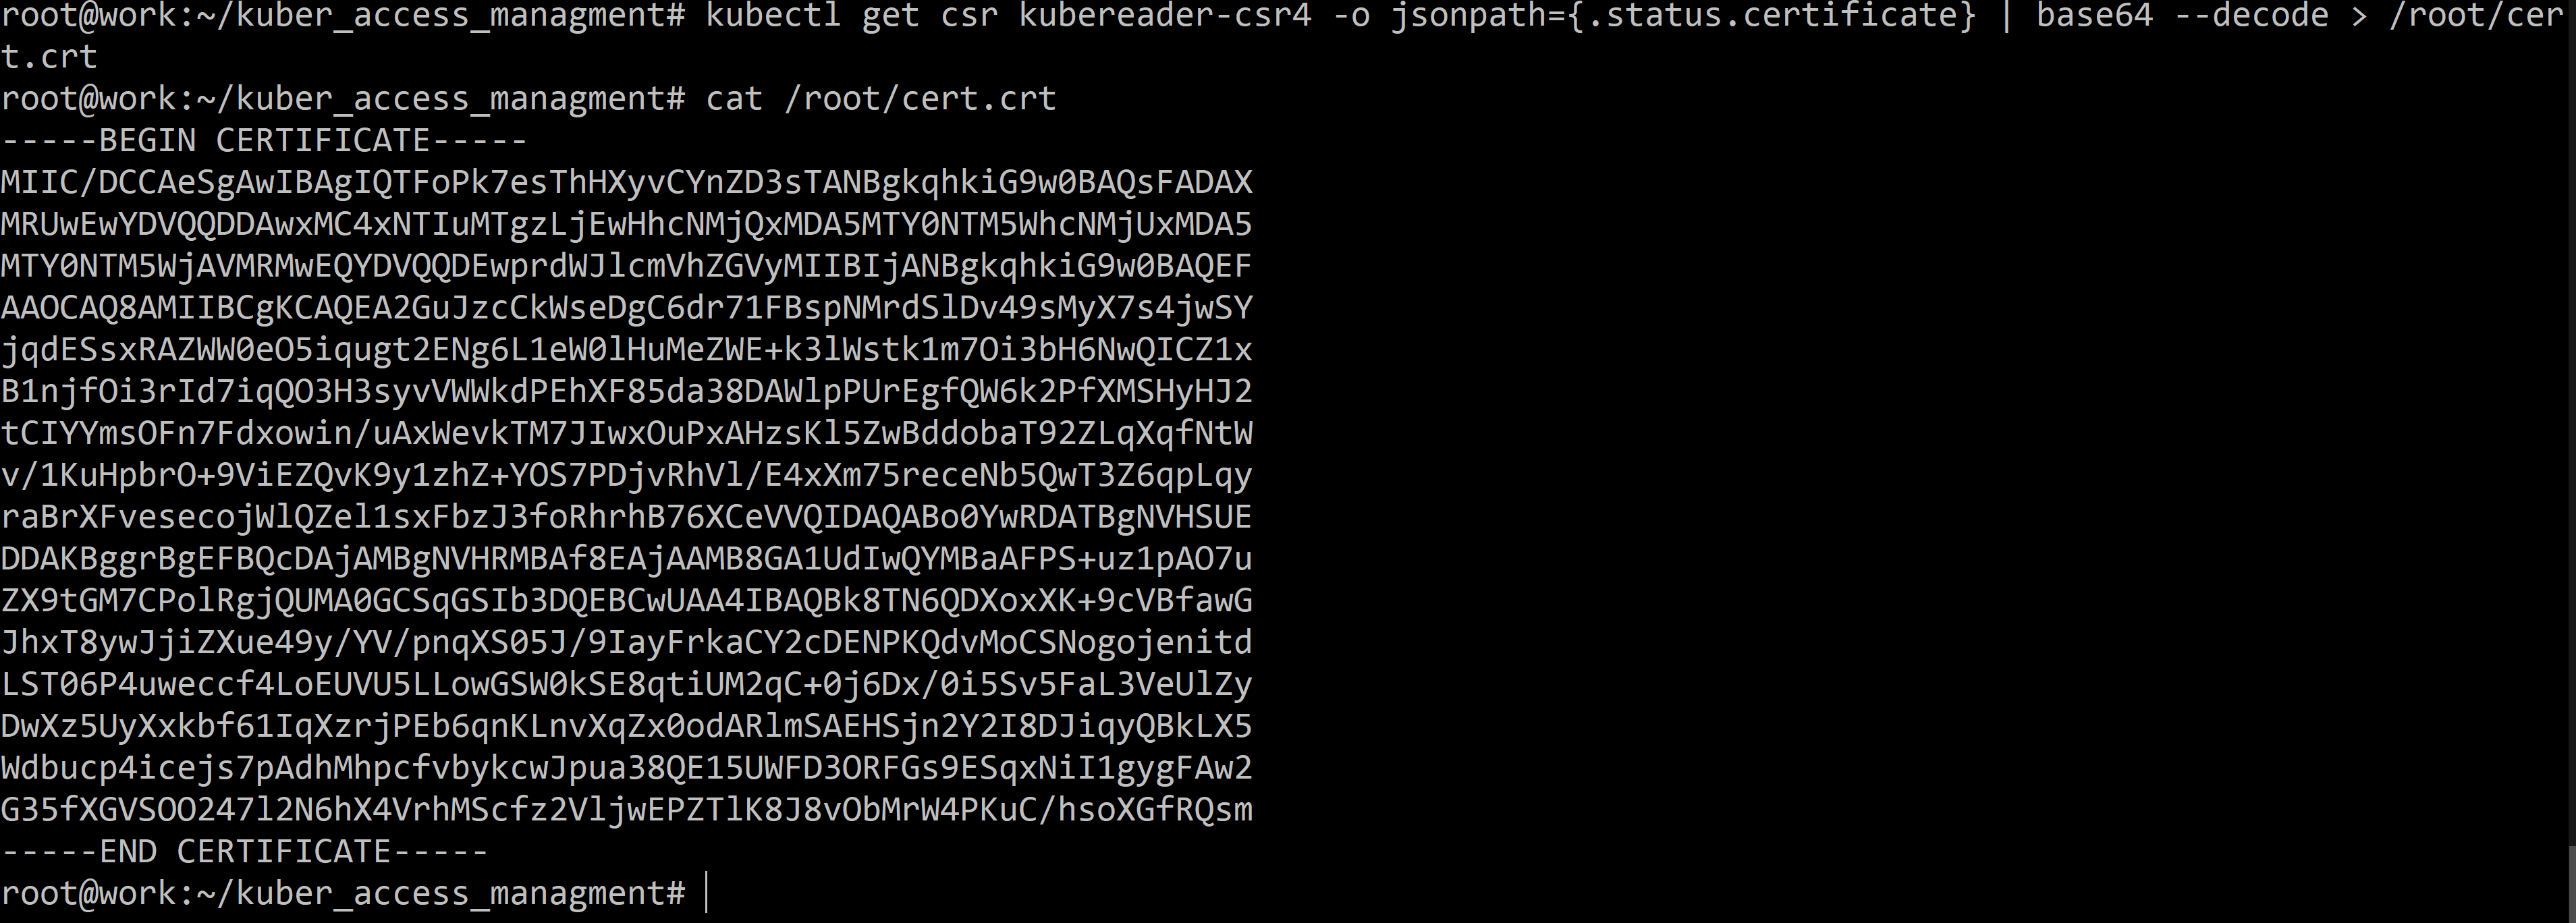 root@work:~/kuber_access_managment# kubectl get csr kubereader-csr4 -o jsonpath={.status.certificate} | base64 --decode > /root/cer
t.crt
root@work:~/kuber_access_managment# cat /root/cert.crt
-----BEGIN CERTIFICATE-----
MIIC/DCCAeSgAwIBAgIQTFoPk7esThHXyvCYnZD3sTANBgkqhkiG9w0BAQsFADAX
MRUwEwYDVQQDDAwxMC4xNTIuMTgzLjEwHhcNMjQxMDA5MTY0NTM5WhcNMjUxMDA5
MTY0NTM5WjAVMRMwEQYDVQQDEwprdWJlcmVhZGVyMIIBIjANBgkqhkiG9w0BAQEF
AAOCAQ8AMIIBCgKCAQEA2GuJzcCkWseDgC6dr71FBspNMrdSlDv49sMyX7s4jwSY
jqdESsxRAZWW0eO5iqugt2ENg6L1eW0lHuMeZWE+k3lWstk1m7Oi3bH6NwQICZ1x
B1njfOi3rId7iqQO3H3syvVWWkdPEhXF85da38DAWlpPUrEgfQW6k2PfXMSHyHJ2
tCIYYmsOFn7Fdxowin/uAxWevkTM7JIwxOuPxAHzsKl5ZwBddobaT92ZLqXqfNtW
v/1KuHpbrO+9ViEZQvK9y1zhZ+YOS7PDjvRhVl/E4xXm75receNb5QwT3Z6qpLqy
raBrXFvesecojWlQZel1sxFbzJ3foRhrhB76XCeVVQIDAQABo0YwRDATBgNVHSUE
DDAKBggrBgEFBQcDAjAMBgNVHRMBAf8EAjAAMB8GA1UdIwQYMBaAFPS+uz1pAO7u
ZX9tGM7CPolRgjQUMA0GCSqGSIb3DQEBCwUAA4IBAQBk8TN6QDXoxXK+9cVBfawG
JhxT8ywJjiZXue49y/YV/pnqXS05J/9IayFrkaCY2cDENPKQdvMoCSNogojenitd
LST06P4uweccf4LoEUVU5LLowGSW0kSE8qtiUM2qC+0j6Dx/0i5Sv5FaL3VeUlZy
DwXz5UyXxkbf61IqXzrjPEb6qnKLnvXqZx0odARlmSAEHSjn2Y2I8DJiqyQBkLX5
Wdbucp4icejs7pAdhMhpcfvbykcwJpua38QE15UWFD3ORFGs9ESqxNiI1gygFAw2
G35fXGVSOO247l2N6hX4VrhMScfz2VljwEPZTlK8J8vObMrW4PKuC/hsoXGfRQsm
-----END CERTIFICATE-----
root@work:~/kuber_access_managment#